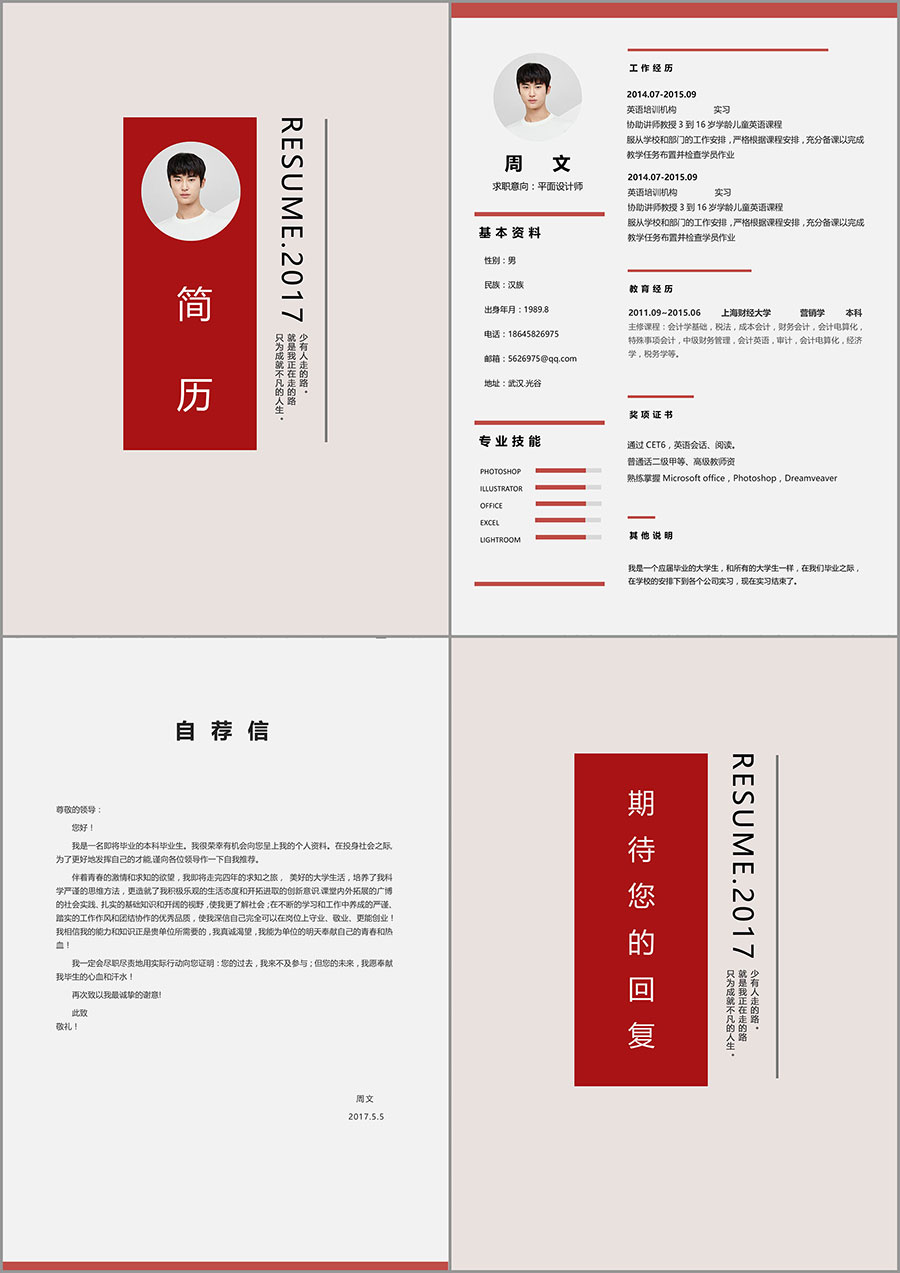 简
历
RESUME.2017
少有人走的路。
就是我正在走的路
只为成就不凡的人生。
周 文
求职意向：平面设计师
基本资料
性别：男
民族：汉族
出身年月：1989.8
电话：18645826975
邮箱：5626975@qq.com
地址：武汉.光谷
专业技能
PHOTOSHOP
ILLUSTRATOR
OFFICE
EXCEL
LIGHTROOM
工作经历
2014.07-2015.09
英语培训机构 实习
协助讲师教授 3 到 16 岁学龄儿童英语课程
服从学校和部门的工作安排，严格根据课程安排，充分备课以完成
教学任务布置并检查学员作业
2014.07-2015.09
英语培训机构 实习
协助讲师教授 3 到 16 岁学龄儿童英语课程
服从学校和部门的工作安排，严格根据课程安排，充分备课以完成
教学任务布置并检查学员作业
教育经历
2011.09~2015.06 上海财经大学 营销学 本科
主修课程：会计学基础，税法，成本会计，财务会计，会计电算化，
特殊事项会计，中级财务管理，会计英语，审计，会计电算化，经济
学，税务学等。
奖项证书
通过 CET6，英语会话、阅读。
普通话二级甲等、高级教师资
熟练掌握 Microsoft office，Photoshop，Dreamveaver
其他说明
我是一个应届毕业的大学生，和所有的大学生一样，在我们毕业之际，
在学校的安排下到各个公司实习，现在实习结束了。
自荐信
尊敬的领导：
您好！
我是一名即将毕业的本科毕业生。我很荣幸有机会向您呈上我的个人资料。在投身社会之际,
为了更好地发挥自己的才能,谨向各位领导作一下自我推荐。
伴着青春的激情和求知的欲望，我即将走完四年的求知之旅， 美好的大学生活，培养了我科
学严谨的思维方法，更造就了我积极乐观的生活态度和开拓进取的创新意识.课堂内外拓展的广博
的社会实践、扎实的基础知识和开阔的视野，使我更了解社会；在不断的学习和工作中养成的严谨、
踏实的工作作风和团结协作的优秀品质，使我深信自己完全可以在岗位上守业、敬业、更能创业！
我相信我的能力和知识正是贵单位所需要的，我真诚渴望，我能为单位的明天奉献自己的青春和热
血！
我一定会尽职尽责地用实际行动向您证明：您的过去，我来不及参与；但您的未来，我愿奉献
我毕生的心血和汗水！
再次致以我最诚挚的谢意!
此致
敬礼！
周文
2017.5.5
期
待
您
的
回
复
RESUME.2017
少有人走的路。
就是我正在走的路
只为成就不凡的人生。